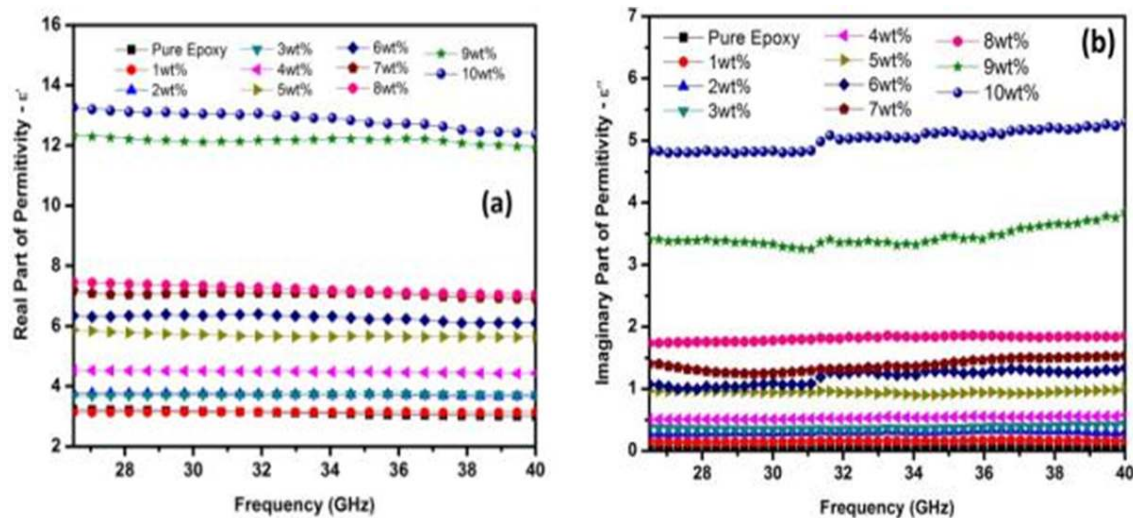 16
14
12
10
8
6
4
2
Real Part of Permitivity - ε'
Pure Epoxy
1wt%
2wt%
3wt%
4wt%
5wt%
6wt%
7wt%
8wt%
9wt%
10wt%
(a)
28 30 32 34 36 38 40
Frequency (GHz)
7
6
5
4
3
2
1
0
Imaginary Part of Permitivity - ε''
Pure Epoxy
1wt%
2wt%
3wt%
4wt%
5wt%
6wt%
7wt%
8wt%
9wt%
10wt%
(b)
28 30 32 34 36 38 40
Frequency (GHz)